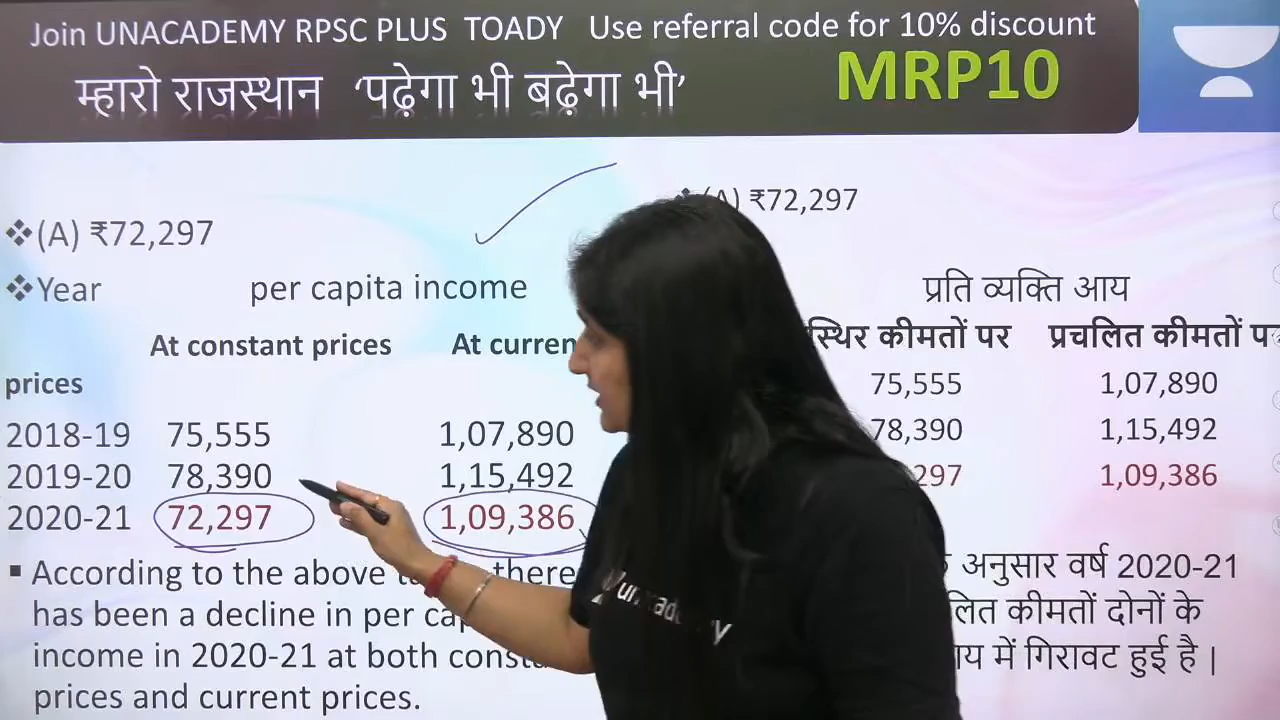 Join UNACADEMY RPSC PLUS TOADY Use referral code for 10% discount
म्हारो राजस्थान ‘पढ़ेगा भी बढ़ेगा भी’ MRP10
❖(A) ₹72,297
❖Year per capita income
At constant prices At curren
prices
2018-19 75,555 1,07,890
2019-20 78,390 1,15,492
2020-21 72,297 1,09,386
▪ According to the above there
has been a decline in per
income in 2020-21 at both
prices and current prices.
(A) ₹72,297
प्रति व्यक्ति आय
स्थिर कीमतों पर प्रचलित कीमतों
75,555 1,07,890
78,390 1,15,492
297 1,09,386
अनुसार वर्ष 2020-21
लित कीमतों दोनों के
य में गिरावट हुई है |